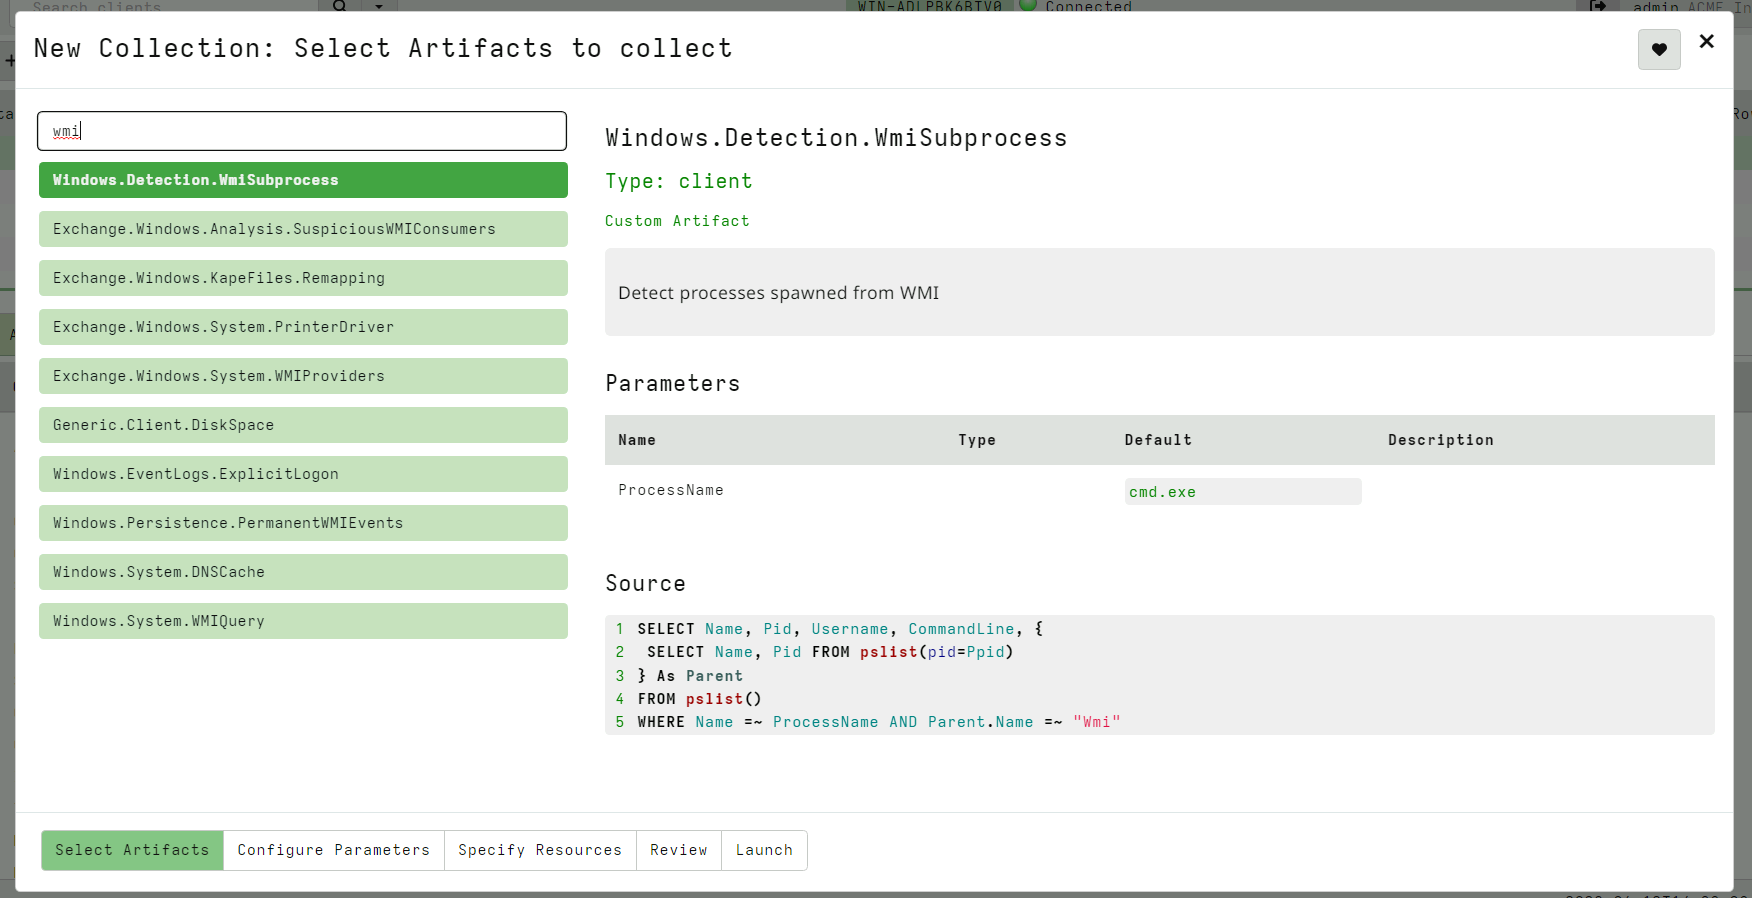 Search clients
WIN-ADLPBK6BTV0
Connected
admin ACME In
New Collection: Select Artifacts to collect
wmi
Windows.Detection.WmiSubprocess
Exchange.Windows.Analysis.SuspiciousWMIConsumers
Exchange.Windows.KapeFiles.Remapping
Exchange.Windows.System.PrinterDriver
Exchange.Windows.System.WMIProviders
Generic.Client.DiskSpace
Windows.EventLogs.ExplicitLogon
Windows.Persistence.PermanentWMIEvents
Windows.System.DNSCache
Windows.System.WMIQuery
Windows.Detection.WmiSubprocess
Type: client
Custom Artifact
Detect processes spawned from WMI
Parameters
Name Type Default Description
ProcessName cmd.exe
Source
1 SELECT Name, Pid, Username, CommandLine, {
2 SELECT Name, Pid FROM pslist(pid=Ppid)
3 } As Parent
4 FROM pslist()
5 WHERE Name =~ ProcessName AND Parent.Name =~ "Wmi"
Select Artifacts Configure Parameters Specify Resources Review Launch